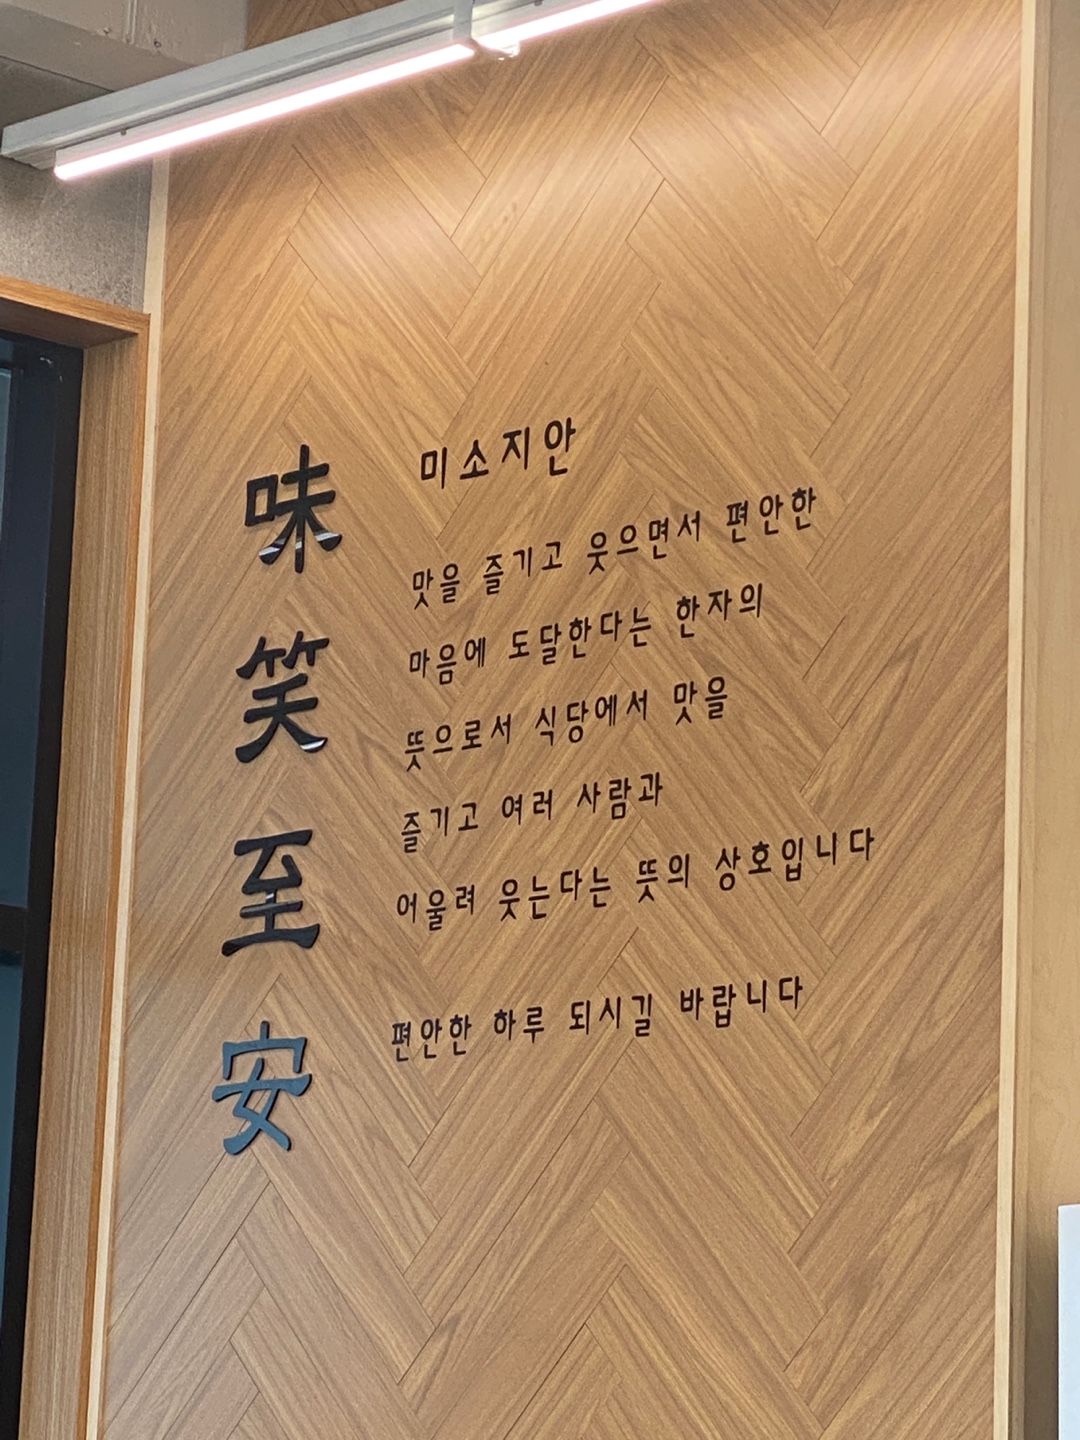 味笑至安
미소지안
맛을 즐기고 웃으면서 편안한
마음에 도달한다는 한자의
뜻으로서 식당에서 맛을
즐기고 여러 사람과
어울려 웃는다는 뜻의 상호입니다
편안한 하루 되시길 바랍니다